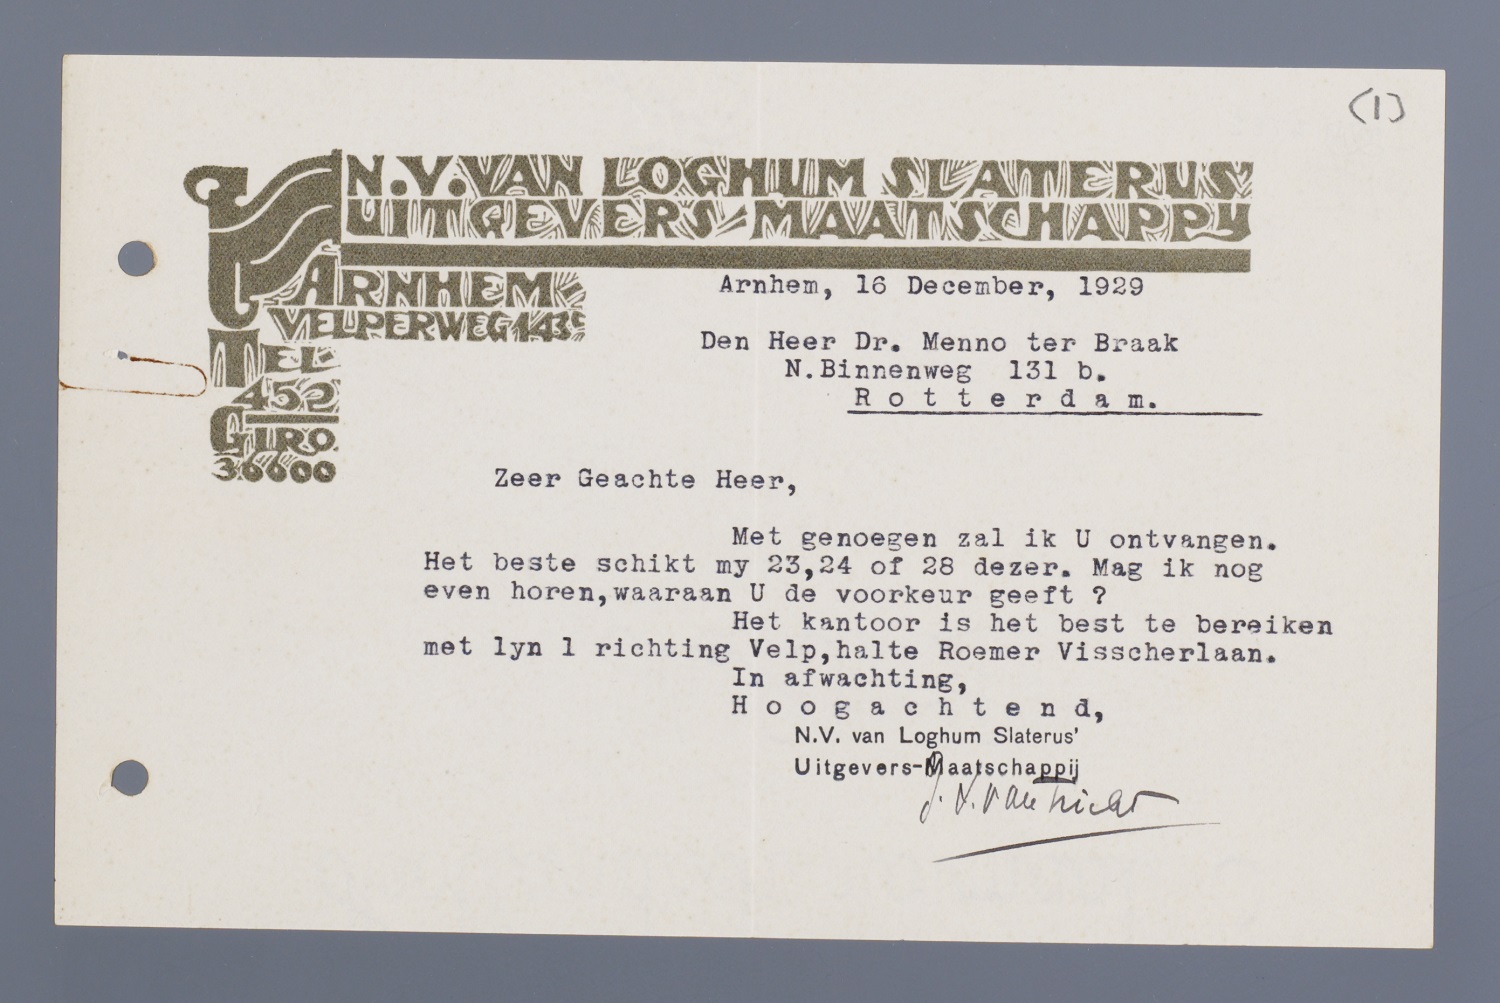 (1)
N.V. VAN LOGHUM SLATERUS'
UITGEVERS-MAATSCHAPPY
ARNHEM
VELPERWEG 143c
TEL.
452
GIRO.
36600
Arnhem, 16 December, 1929
Den Heer Dr. Menno ter Braak
N.Binnenweg 131 b.
R o t t e r d a m.
Zeer Geachte Heer,
Met genoegen zal ik U ontvangen.
Het beste schikt my 23,24 of 28 dezer. Mag ik nog
even horen,waaraan U de voorkeur geeft ?
Het kantoor is het best te bereiken
met lyn 1 richting Velp,halte Roemer Visscherlaan.
In afwachting,
H o o g a c h t e n d,
N.V. van Loghum Slaterus'
Uitgevers-Maatschappij